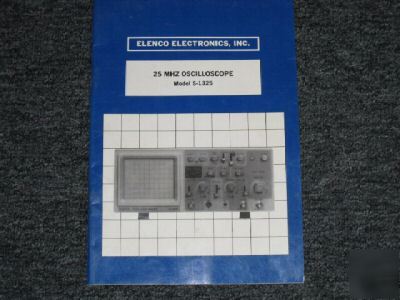 ELENCO ELECTRONICS, INC.
25 MHZ OSCILLOSCOPE
Model S-1325